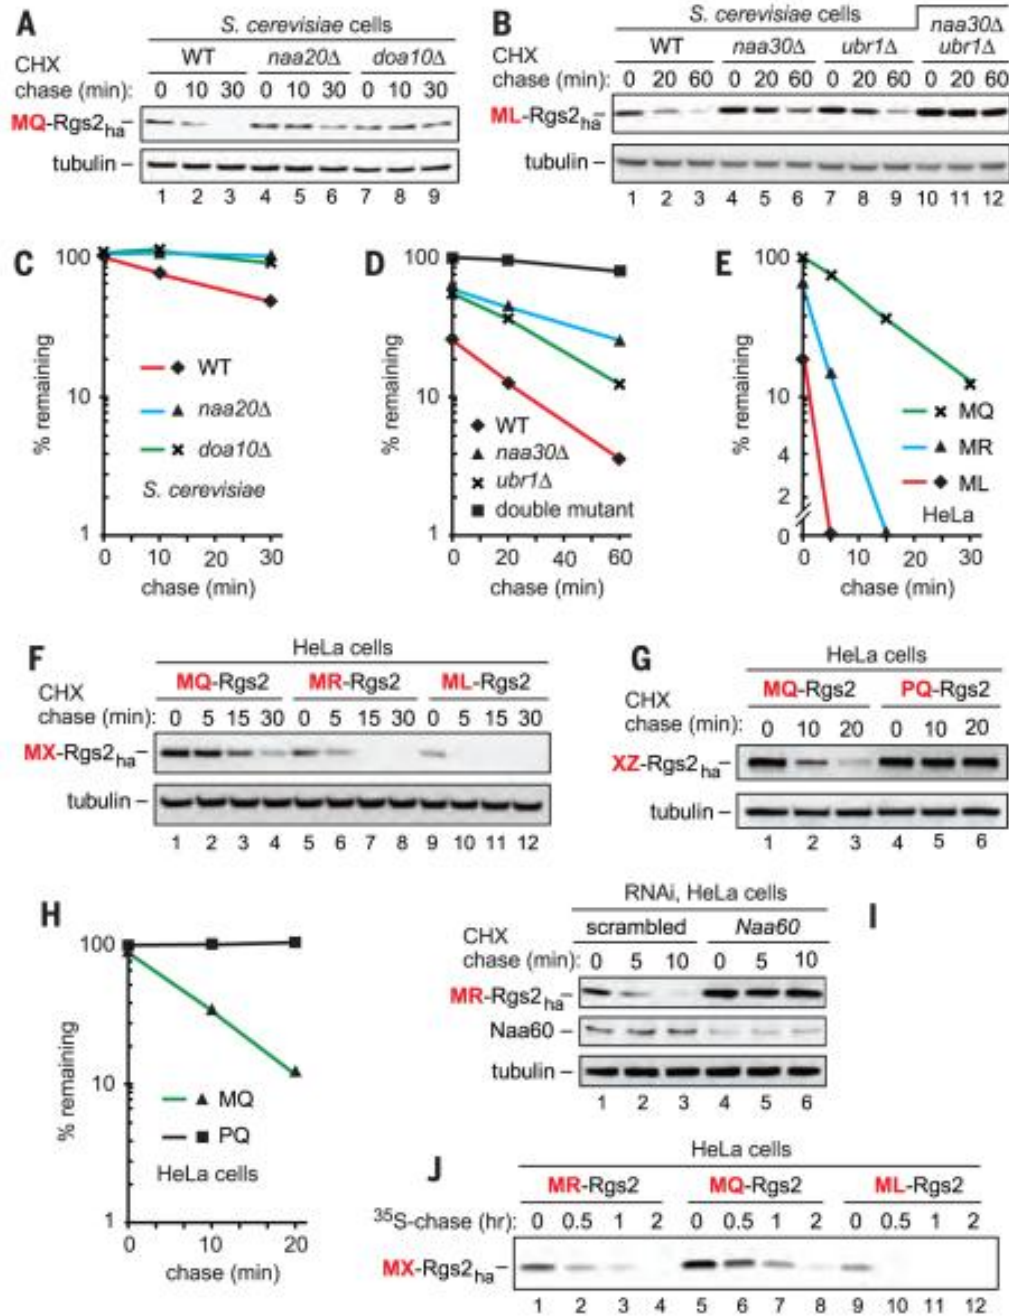 A
S. cerevisiae cells
CHX
WT naa20Δ doa10Δ
chase (min): 0 10 30 0 10 30 0 10 30
MQ-Rgs2ha–
tubulin –
1 2 3 4 5 6 7 8 9
B
S. cerevisiae cells
naa30Δ
CHX
WT naa30Δ ubr1Δ ubr1Δ
chase (min): 0 20 60 0 20 60 0 20 60 0 20 60
ML-Rgs2ha–
tubulin –
1 2 3 4 5 6 7 8 9 10 11 12
C
% remaining
100
10
1
WT
naa20Δ
doa10Δ
S. cerevisiae
0 10 20 30
chase (min)
D
% remaining
100
10
1
WT
naa30Δ
ubr1Δ
double mutant
0 20 40 60
chase (min)
E
% remaining
100
10
4
2
0
MQ
MR
ML
HeLa
0 10 20 30
chase (min)
F
HeLa cells
MQ-Rgs2 MR-Rgs2 ML-Rgs2
CHX
chase (min): 0 5 15 30 0 5 15 30 0 5 15 30
MX-Rgs2ha–
tubulin –
1 2 3 4 5 6 7 8 9 10 11 12
G
HeLa cells
MQ-Rgs2 PQ-Rgs2
CHX
chase (min): 0 10 20 0 10 20
XZ-Rgs2ha–
tubulin –
1 2 3 4 5 6
H
% remaining
100
10
1
MQ
PQ
HeLa cells
0 10 20
chase (min)
I
RNAi, HeLa cells
scrambled Naa60
CHX
chase (min): 0 5 10 0 5 10
MR-Rgs2ha–
Naa60 –
tubulin –
1 2 3 4 5 6
J
HeLa cells
MR-Rgs2 MQ-Rgs2 ML-Rgs2
35S-chase (hr): 0 0.5 1 2 0 0.5 1 2 0 0.5 1 2
MX-Rgs2ha–
1 2 3 4 5 6 7 8 9 10 11 12